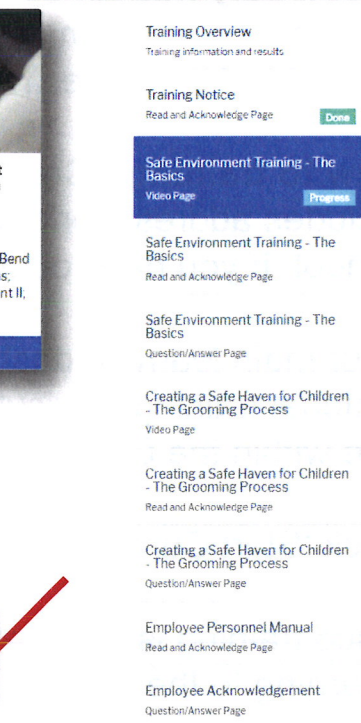 Bend
s;
nt II;
Training Overview
Training information and results
Training Notice
Read and Acknowledge Page
Done
Safe Environment Training - The
Basics
Video Page
Progress
Safe Environment Training - The
Basics
Read and Acknowledge Page
Safe Environment Training - The
Basics
Question/Answer Page
Creating a Safe Haven for Children
- The Grooming Process
Video Page
Creating a Safe Haven for Children
- The Grooming Process
Read and Acknowledge Page
Creating a Safe Haven for Children
- The Grooming Process
Question/Answer Page
Employee Personnel Manual
Read and Acknowledge Page
Employee Acknowledgement
Question/Answer Page